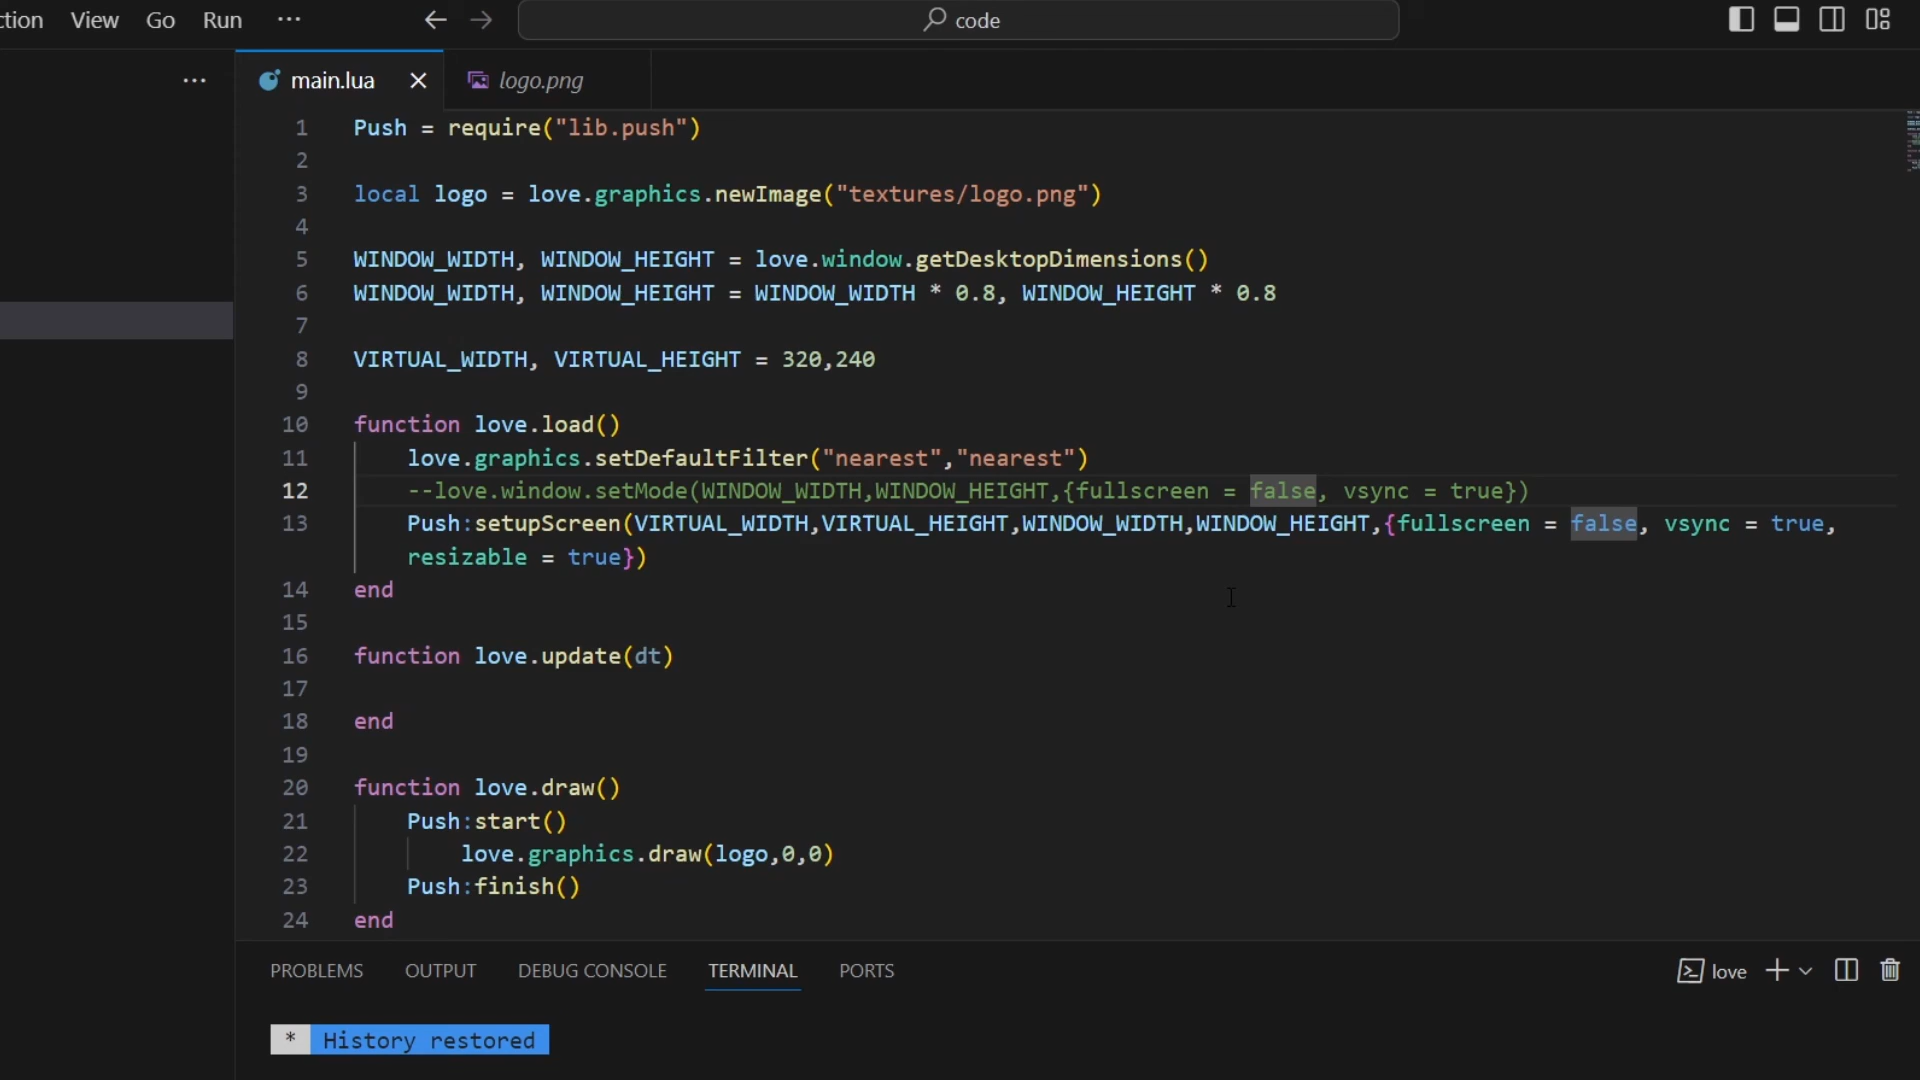 ction View Go Run ··· code
main.lua logo.png
1 Push = require("lib.push")
2
3 local logo = love.graphics.newImage("textures/logo.png")
4
5 WINDOW_WIDTH, WINDOW_HEIGHT = love.window.getDesktopDimensions()
6 WINDOW_WIDTH, WINDOW_HEIGHT = WINDOW_WIDTH * 0.8, WINDOW_HEIGHT * 0.8
7
8 VIRTUAL_WIDTH, VIRTUAL_HEIGHT = 320,240
9
10 function love.load()
11 love.graphics.setDefaultFilter("nearest","nearest")
12 --love.window.setMode(WINDOW_WIDTH,WINDOW_HEIGHT,{fullscreen = false, vsync = true})
13 Push:setupScreen(VIRTUAL_WIDTH,VIRTUAL_HEIGHT,WINDOW_WIDTH,WINDOW_HEIGHT,{fullscreen = false, vsync = true,
resizable = true})
14 end
15
16 function love.update(dt)
17
18 end
19
20 function love.draw()
21 Push:start()
22 love.graphics.draw(logo,0,0)
23 Push:finish()
24 end
PROBLEMS OUTPUT DEBUG CONSOLE TERMINAL PORTS love
* History restored